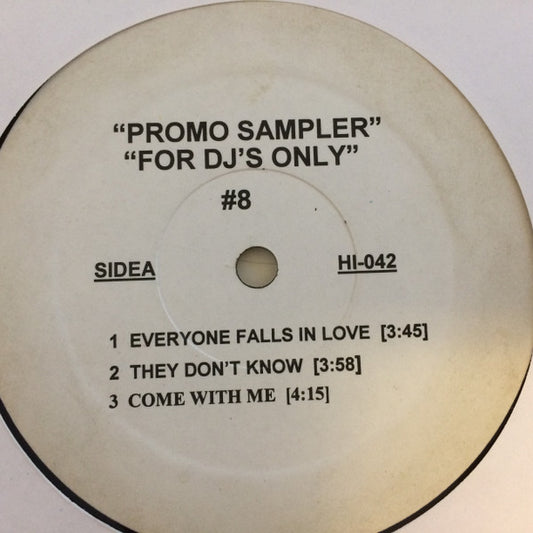 “PROMO SAMPLER”
“FOR DJ’S ONLY”
#8
SIDEA
HI-042
1 EVERYONE FALLS IN LOVE [3:45]
2 THEY DON’T KNOW [3:58]
3 COME WITH ME [4:15]